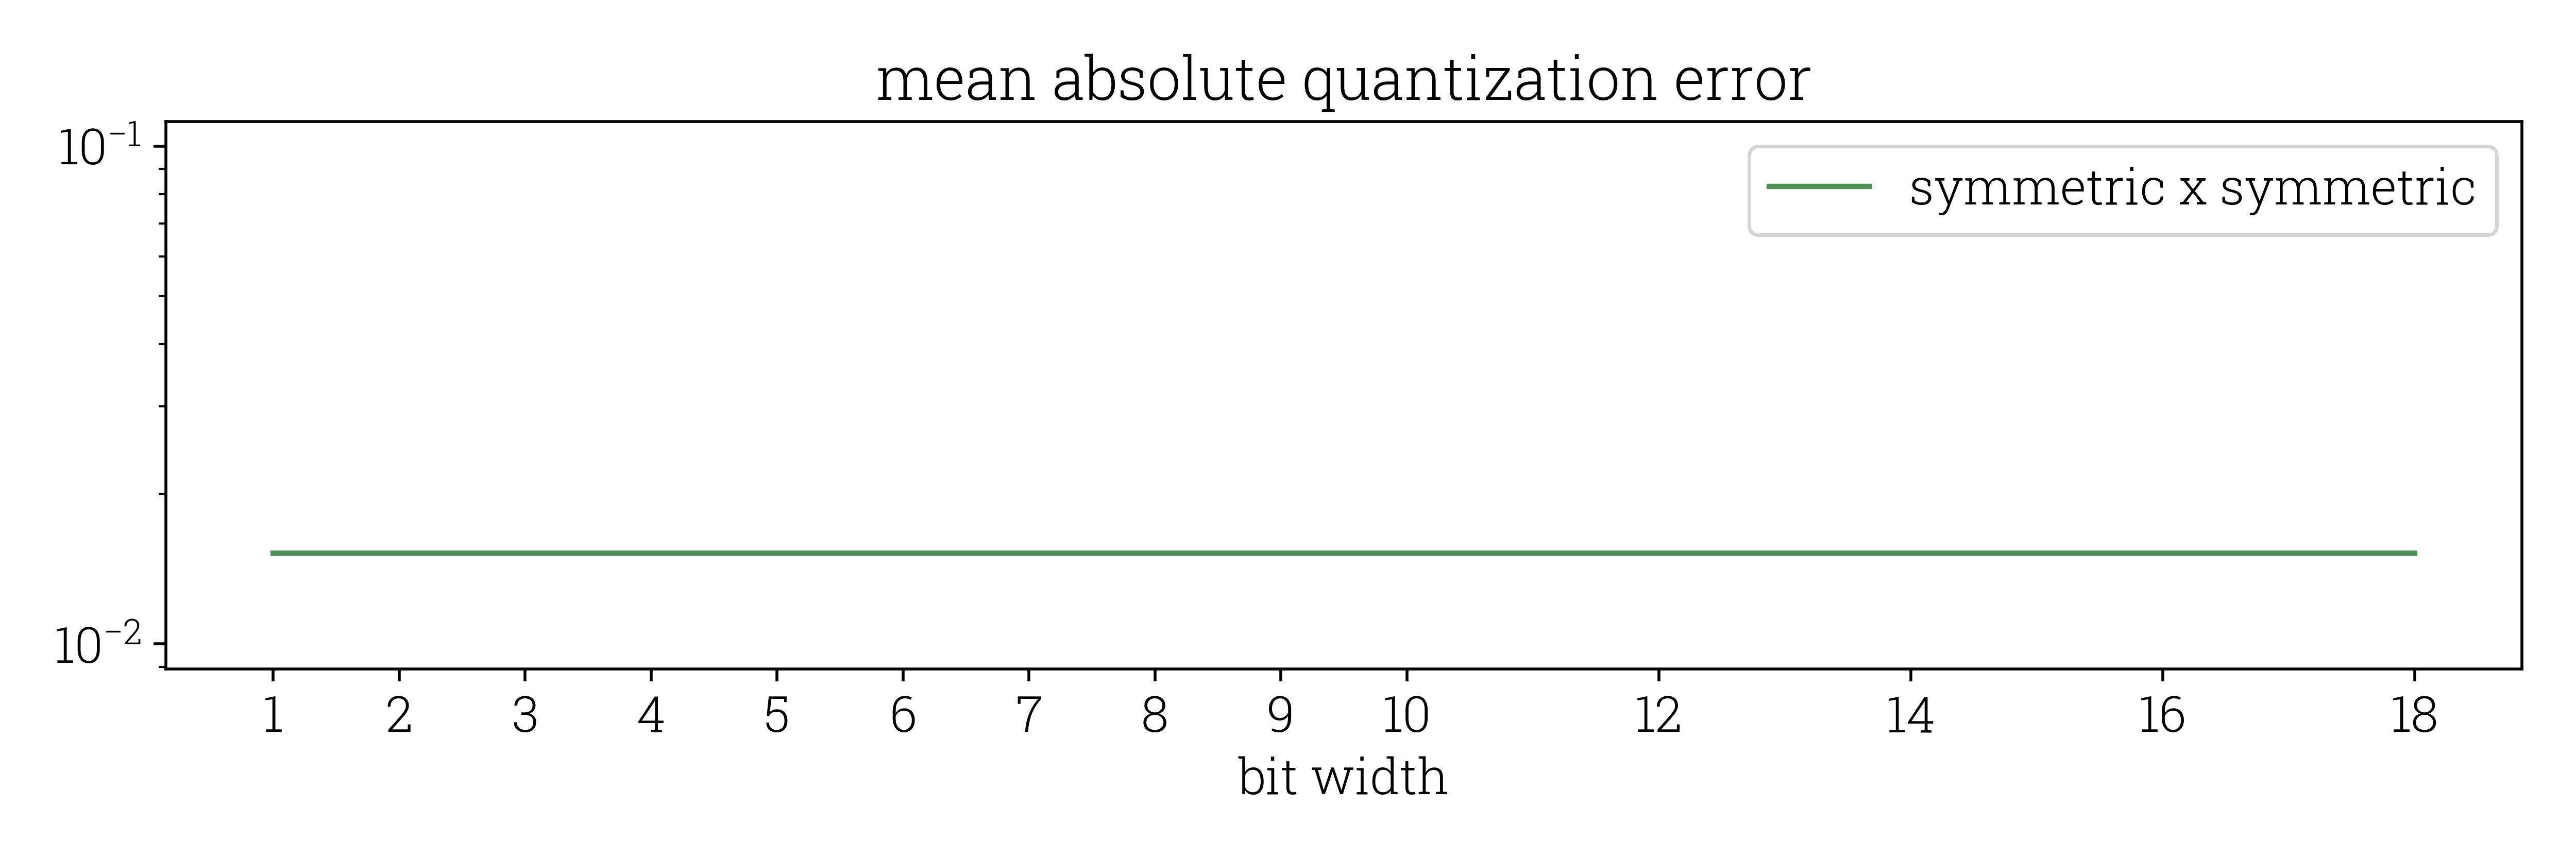 mean absolute quantization error
10⁻¹
symmetric x symmetric
10⁻²
1 2 3 4 5 6 7 8 9 10 12 14 16 18
bit width